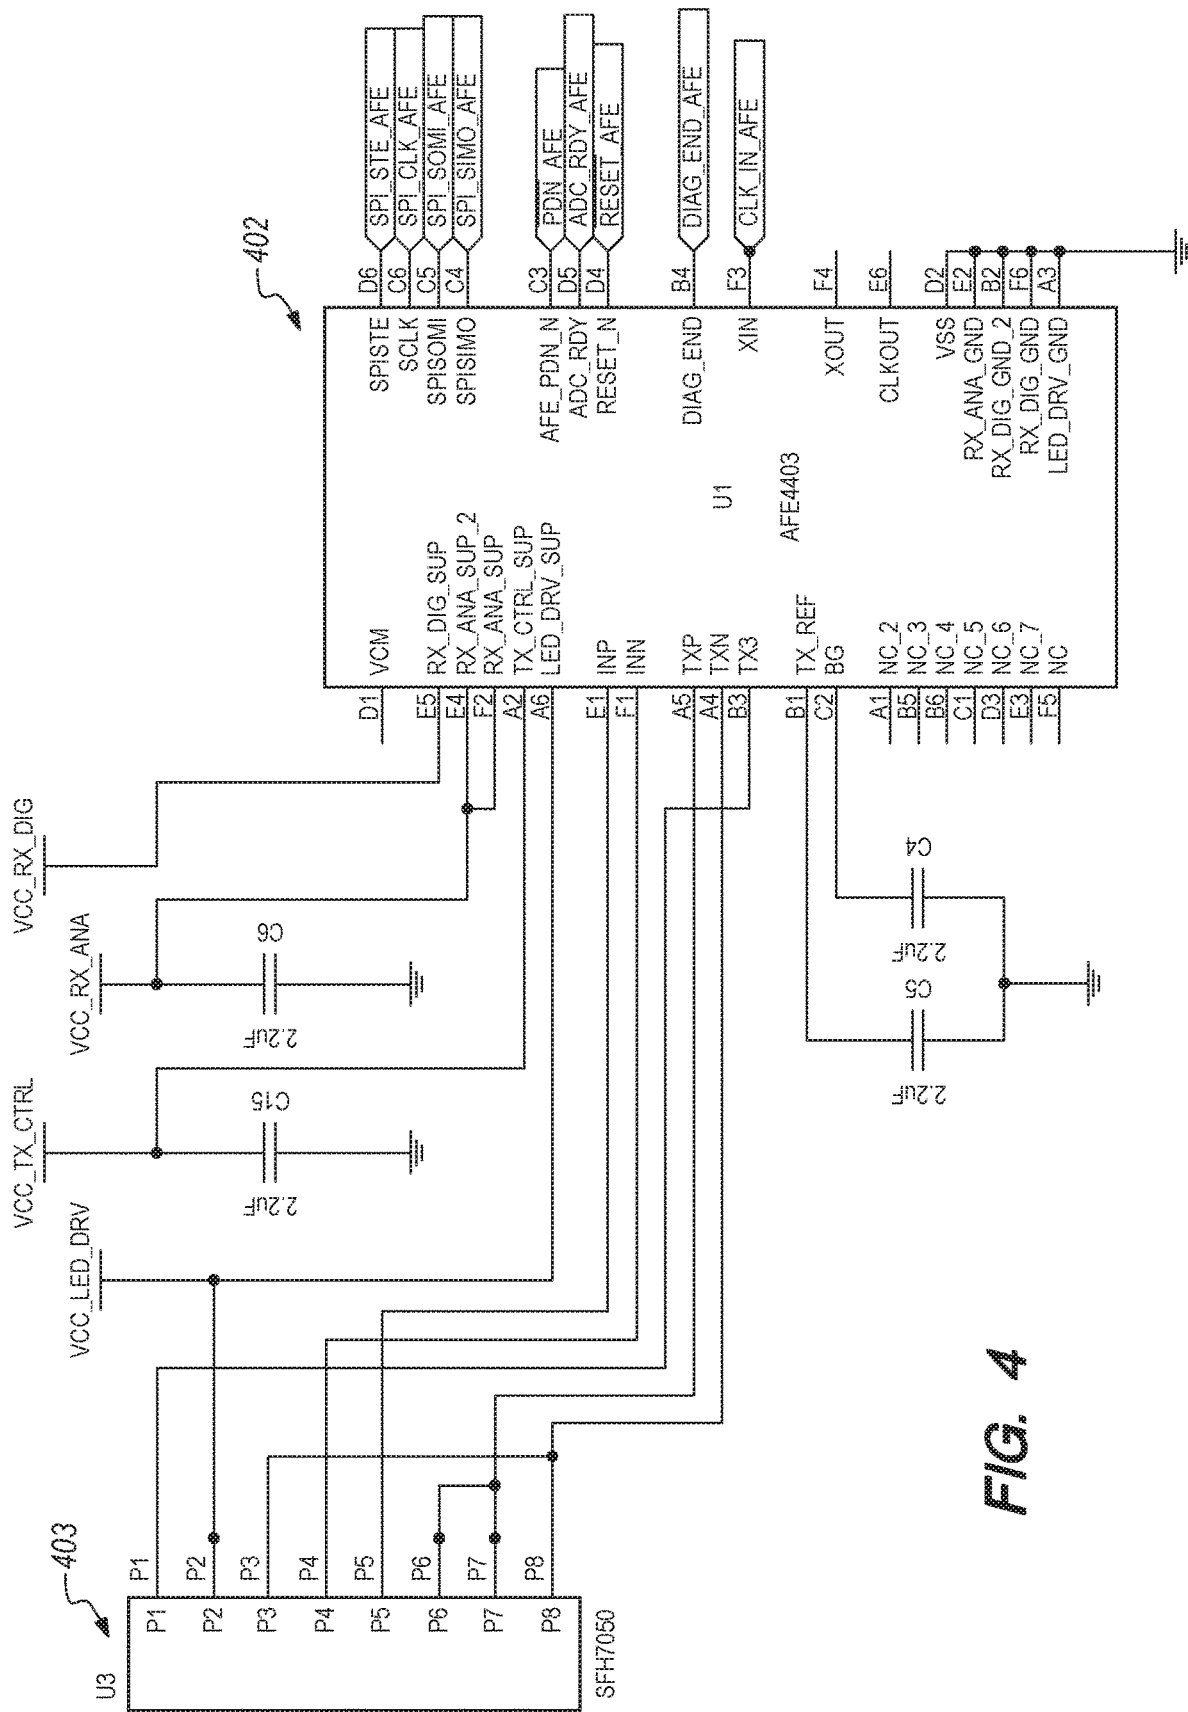 VCC_RX_DIG
VCC_RX_ANA
VCC_TX_CTRL
VCC_LED_DRV
C6
2.2uF
C15
2.2uF
403
U3
P1 P1
P2 P2
P3 P3
P4 P4
P5 P5
P6 P6
P7 P7
P8 P8
SFH7050
402
D1 VCM
E5 RX_DIG_SUP
E4 RX_ANA_SUP_2
F2 RX_ANA_SUP
A2 TX_CTRL_SUP
A6 LED_DRV_SUP
E1 INP
F1 INN
A5 TXP
A4 TXN
B3 TX3
B1 TX_REF
C2 BG
A1 NC_2
B5 NC_3
B6 NC_4
C1 NC_5
D3 NC_6
E3 NC_7
F5 NC
U1
AFE4403
SPISTE D6 SPI_STE_AFE
SCLK C6 SPI_CLK_AFE
SPISOMI C5 SPI_SOMI_AFE
SPISIMO C4 SPI_SIMO_AFE
AFE_PDN_N C3 PDN_AFE
ADC_RDY D5 ADC_RDY_AFE
RESET_N D4 RESET_AFE
DIAG_END B4 DIAG_END_AFE
XIN F3 CLK_IN_AFE
XOUT F4
CLKOUT E6
VSS D2
RX_ANA_GND E2
RX_DIG_GND_2 B2
RX_DIG_GND F6
LED_DRV_GND A3
C4
2.2uF
C5
2.2uF
FIG. 4